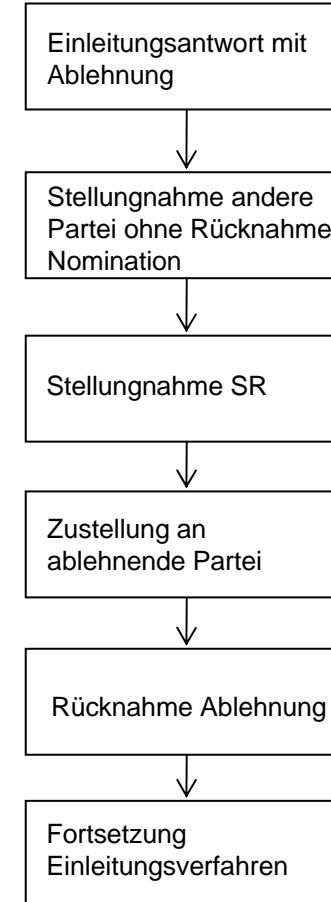 Einleitungsantwort mit
Ablehnung
Stellungnahme andere
Partei ohne Rücknahme
Nomination
Stellungnahme SR
Zustellung an
ablehnende Partei
Rücknahme Ablehnung
Fortsetzung
Einleitungsverfahren